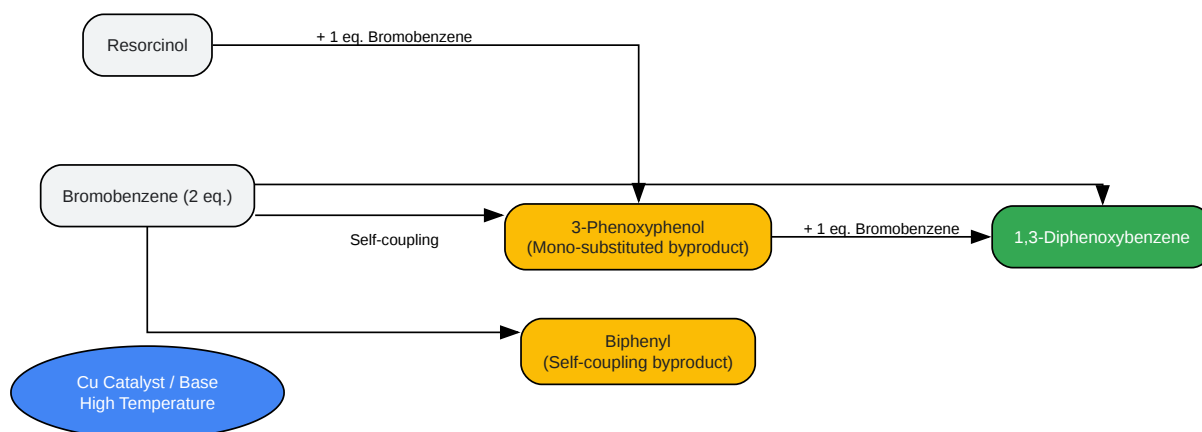 Resorcinol
+ 1 eq. Bromobenzene
Bromobenzene (2 eq.)
Self-coupling
3-Phenoxyphenol
(Mono-substituted byproduct)
+ 1 eq. Bromobenzene
1,3-Diphenoxybenzene
Biphenyl
(Self-coupling byproduct)
Cu Catalyst / Base
High Temperature